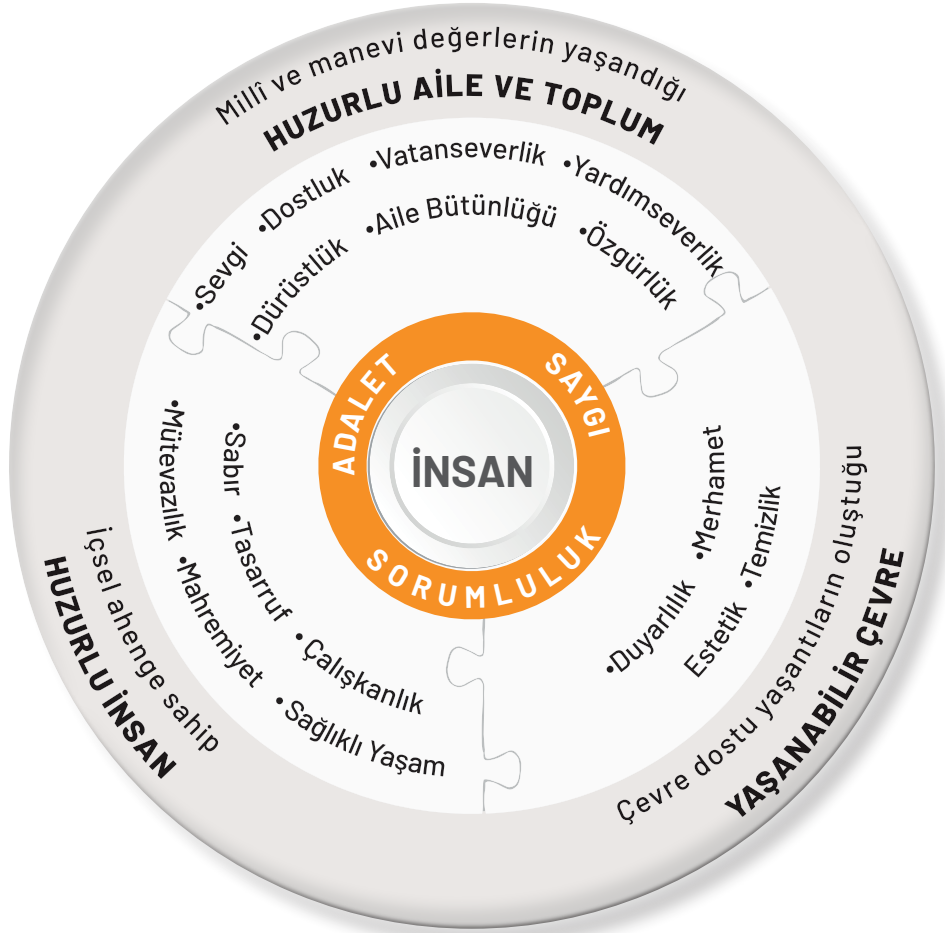 Millî ve manevi değerlerin yaşandığı
HUZURLU AİLE VE TOPLUM
•Sevgi •Dostluk •Vatanseverlik •Yardımseverlik
•Dürüstlük •Aile Bütünlüğü •Özgürlük
ADALET
SAYGI
SORUMLULUK
İNSAN
•Mütevazılık •Mahremiyet •Sağlıklı Yaşam
•Sabır •Tasarruf •Çalışkanlık
İçsel ahenge sahip
HUZURLU İNSAN
•Duyarlılık •Merhamet
Estetik •Temizlik
Çevre dostu yaşantıların oluştuğu
YAŞANABİLİR ÇEVRE